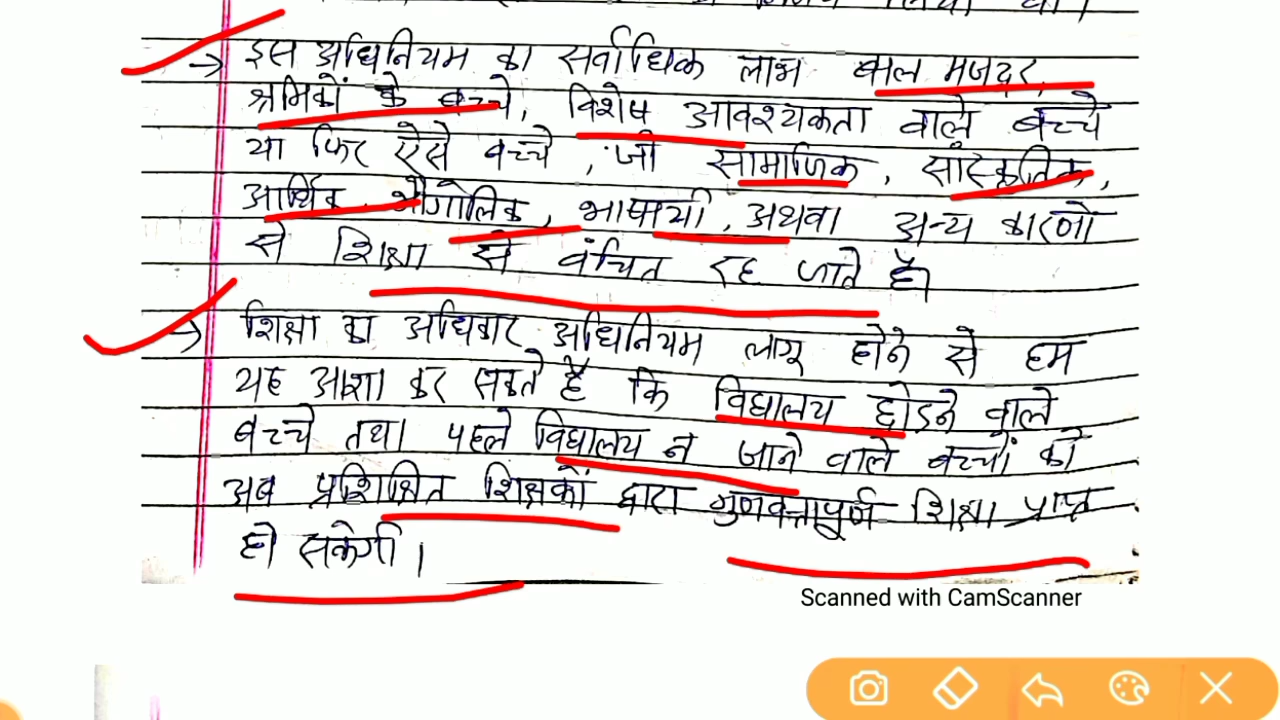 → इस अधिनियम का सर्वाधिक लाभ बाल मजदूर,
श्रमिकों के बच्चे, विशेष आवश्यकता वाले बच्चे
या फिर ऐसे बच्चे, जो सामाजिक, सांस्कृतिक,
आर्थिक, भौगोलिक, भाषायी, अथवा अन्य कारणो
से शिक्षा से वंचित रह जाते है।
→ शिक्षा का अधिकार अधिनियम लागू होने से हम
यह आशा कर सकते हैं कि विद्यालय छोडने वाले
बच्चे तथा पहले विद्यालय न जाने वाले बच्चों को
अब प्रशिक्षित शिक्षकों द्वारा गुणवत्तापूर्ण शिक्षा प्राप्त
हो सकेगी।
Scanned with CamScanner